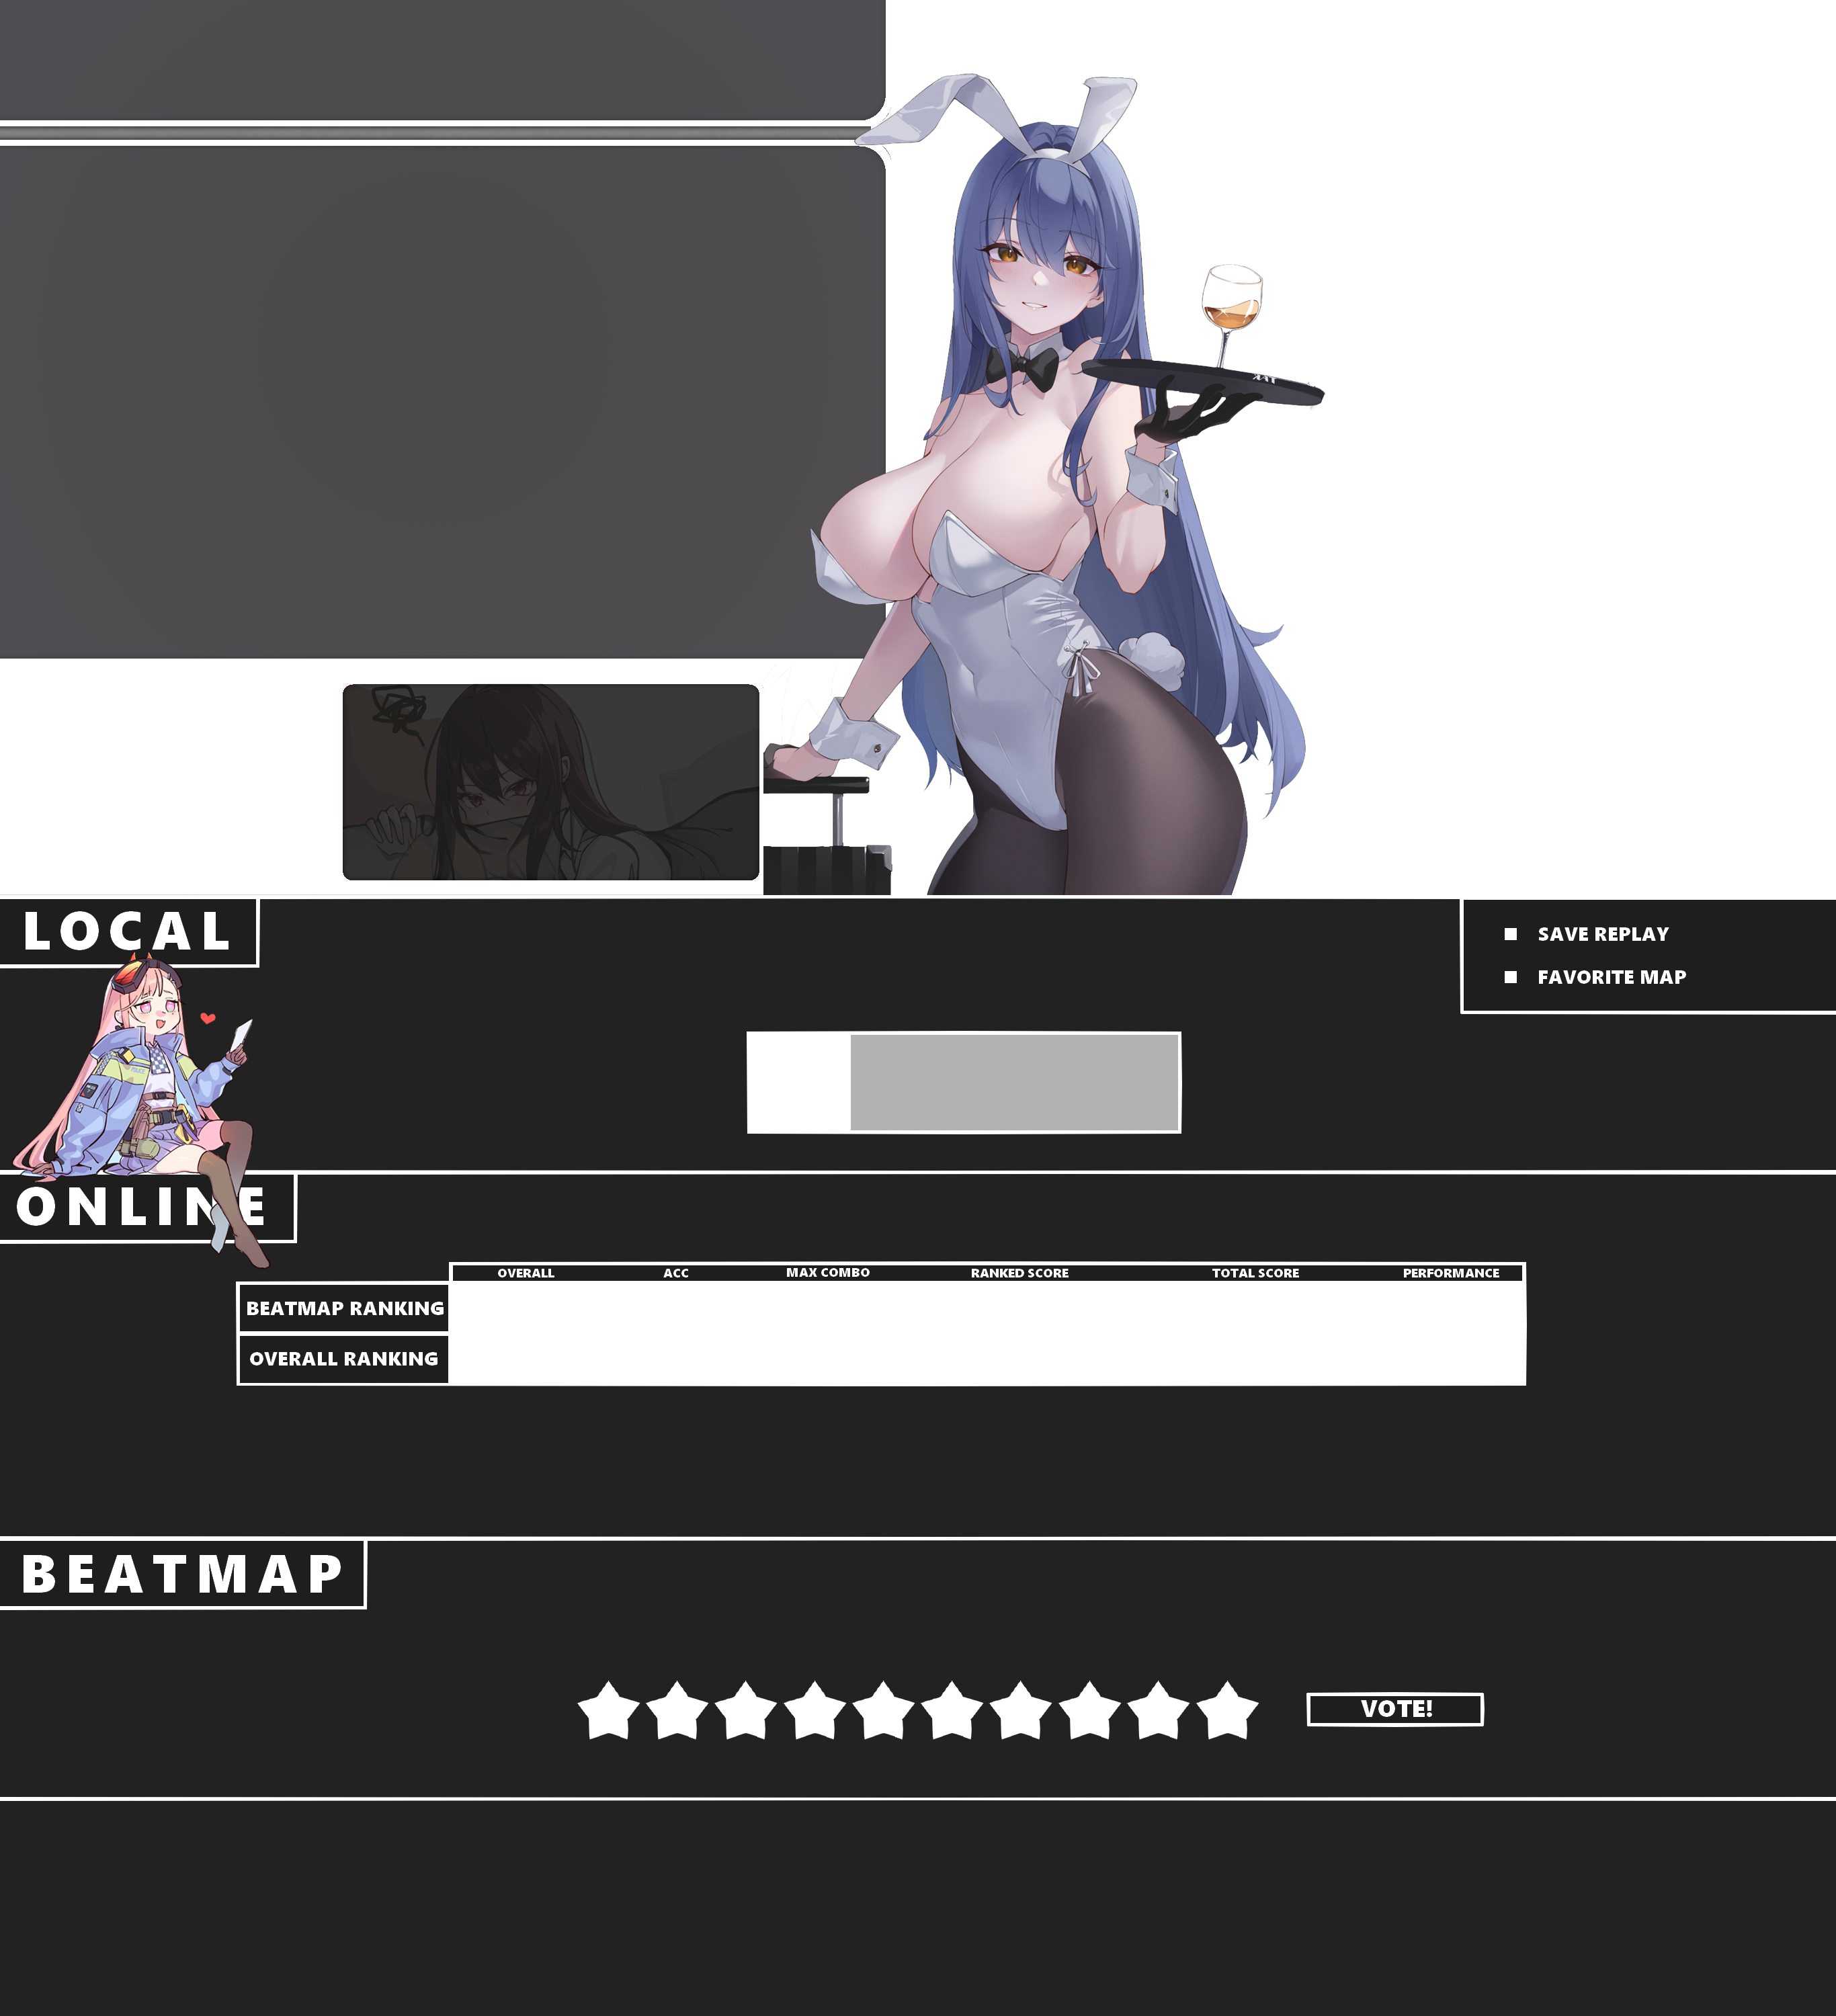 LOCAL
SAVE REPLAY
FAVORITE MAP
ONLINE
OVERALL ACC MAX COMBO RANKED SCORE TOTAL SCORE PERFORMANCE
BEATMAP RANKING
OVERALL RANKING
BEATMAP
VOTE!